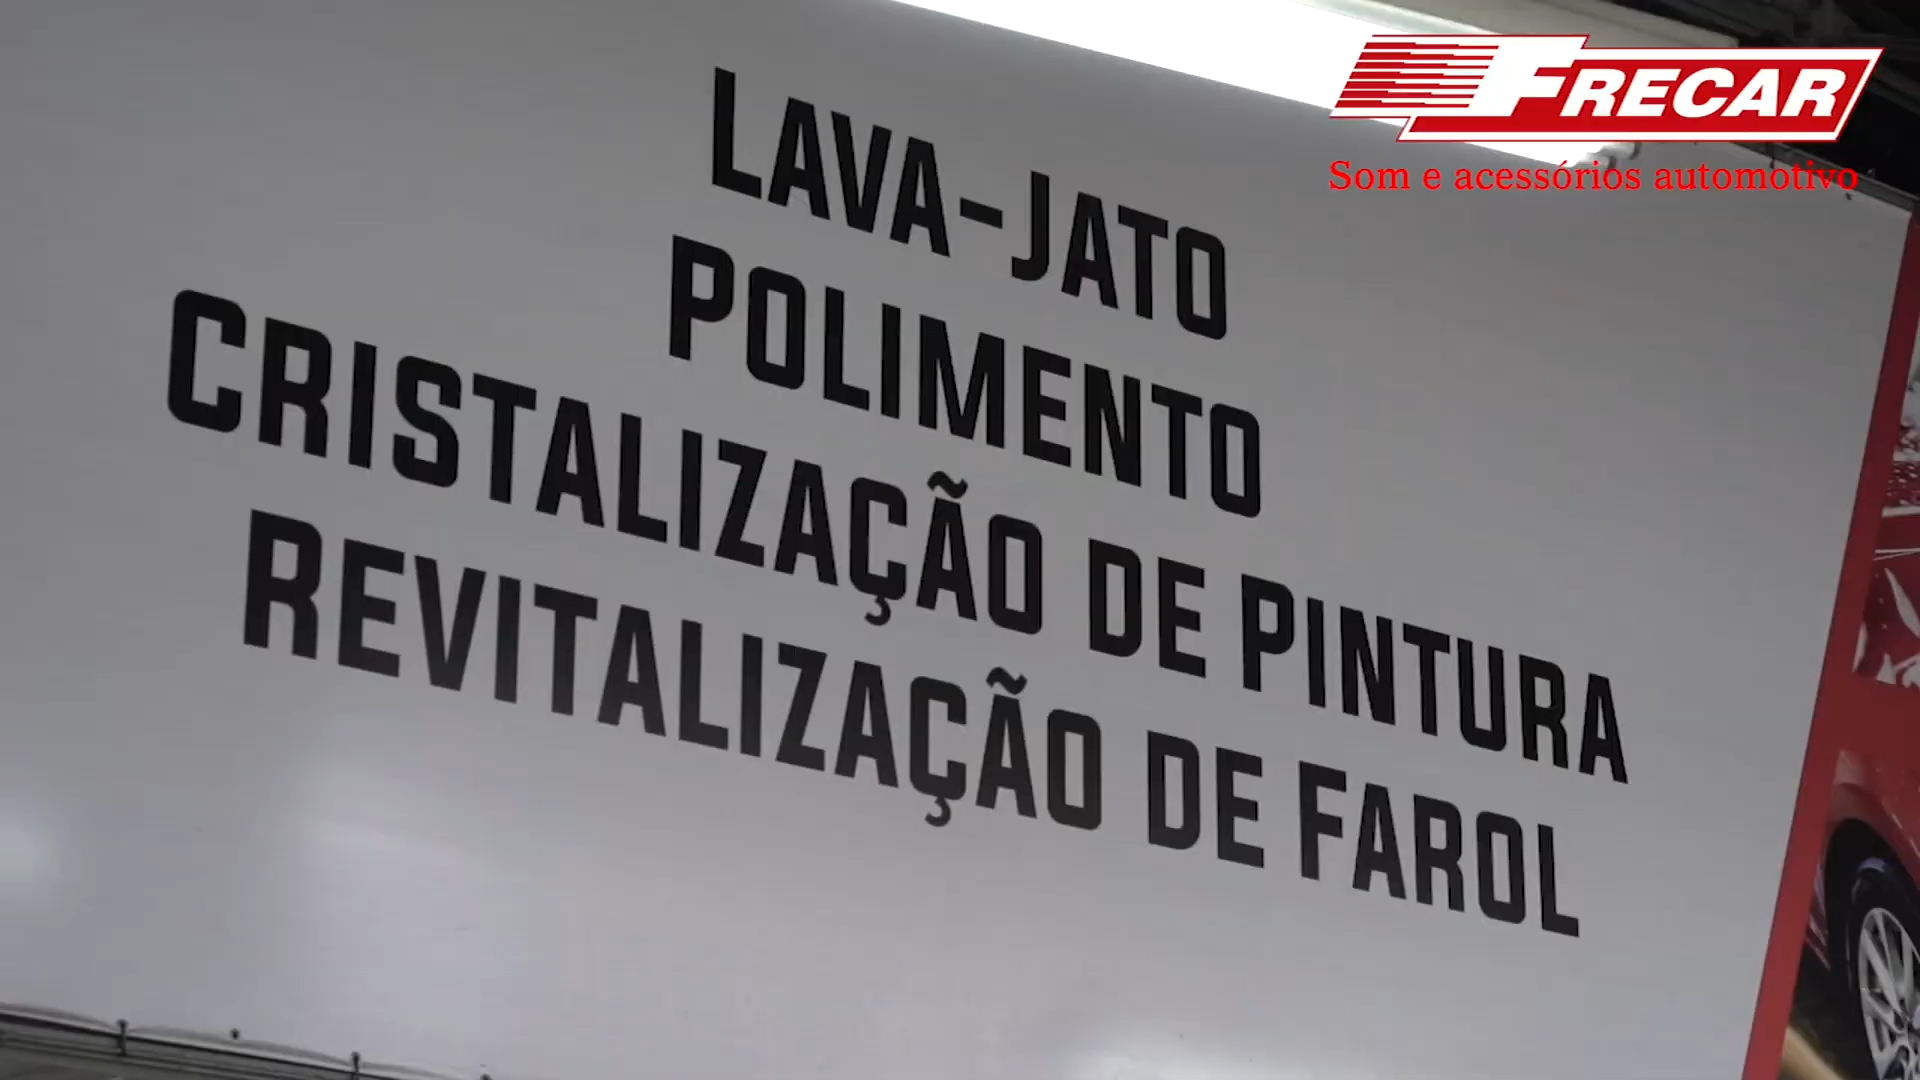 FRECAR
Som e acessórios automotivo
LAVA-JATO
POLIMENTO
CRISTALIZAÇÃO DE PINTURA
REVITALIZAÇÃO DE FAROL